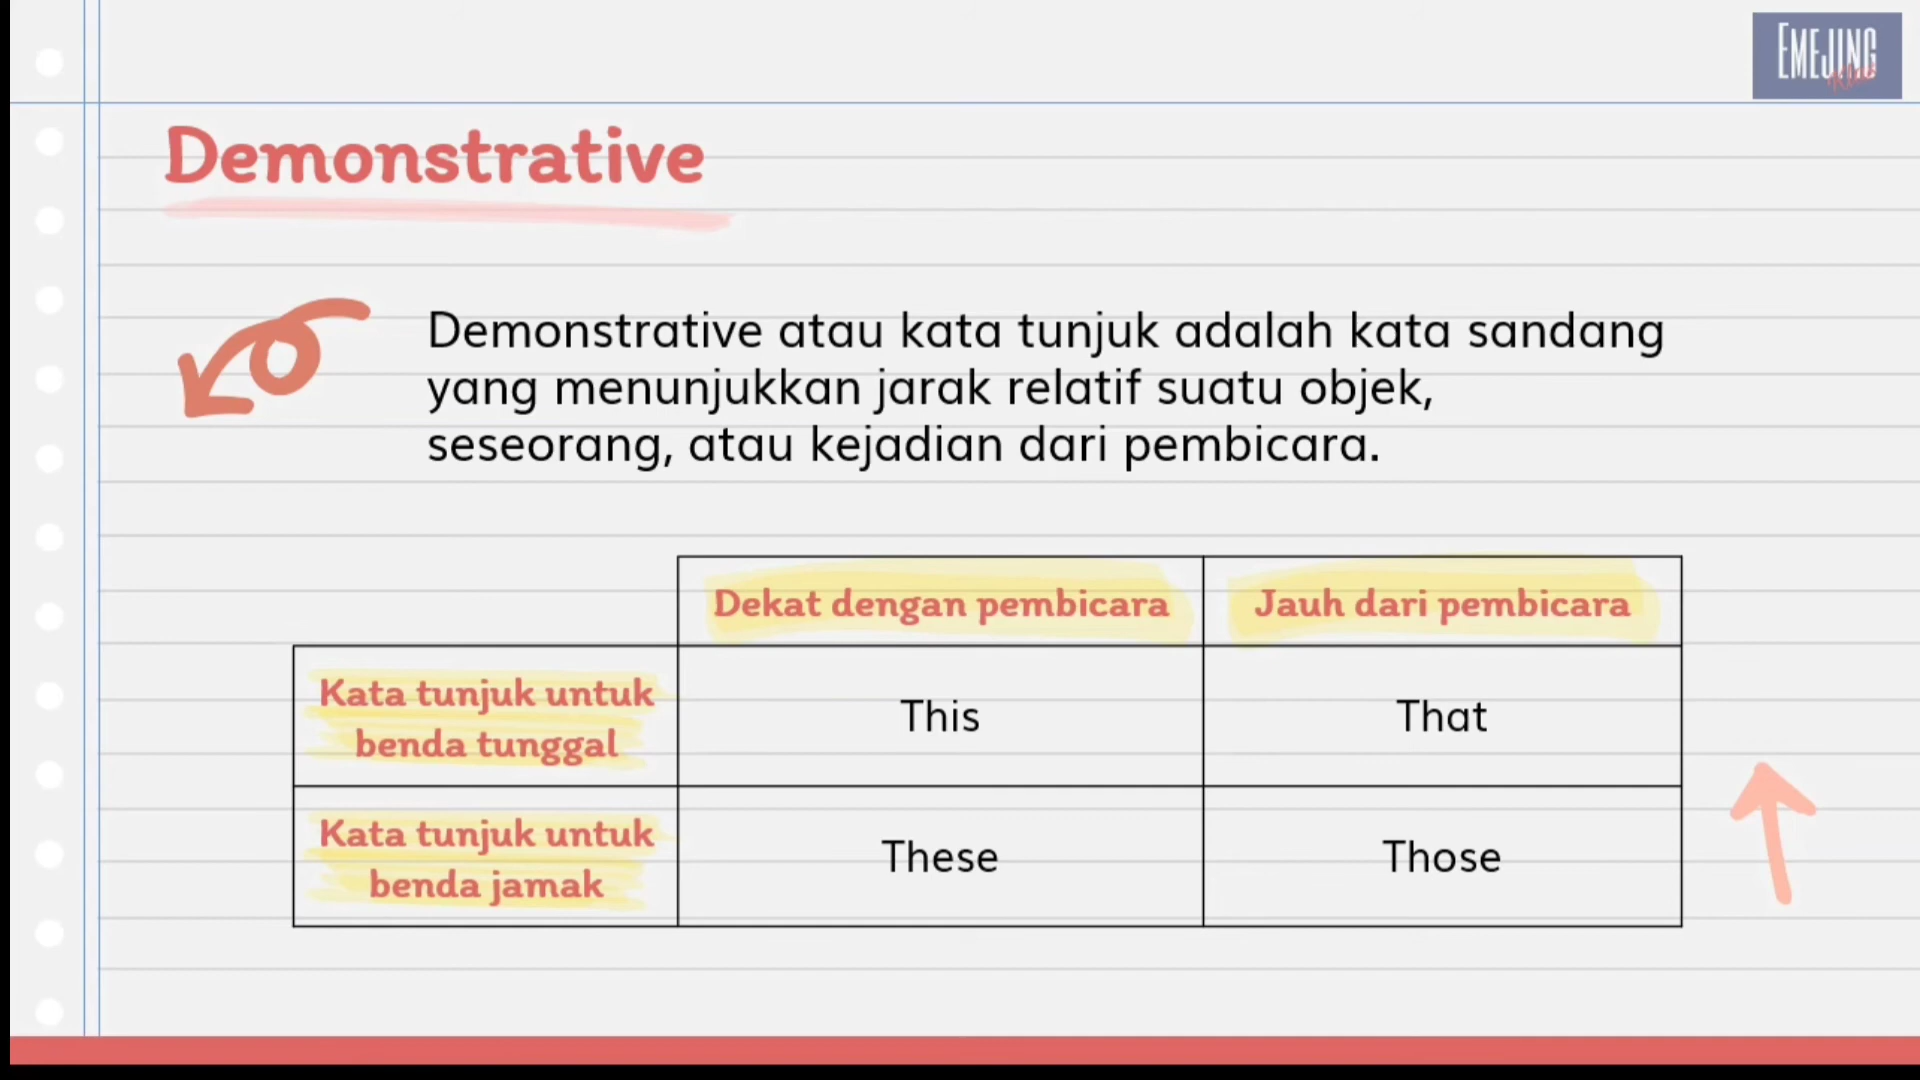 EMEJING
Klas
Demonstrative
Demonstrative atau kata tunjuk adalah kata sandang
yang menunjukkan jarak relatif suatu objek,
seseorang, atau kejadian dari pembicara.
Dekat dengan pembicara
Jauh dari pembicara
Kata tunjuk untuk
benda tunggal
This
That
Kata tunjuk untuk
benda jamak
These
Those